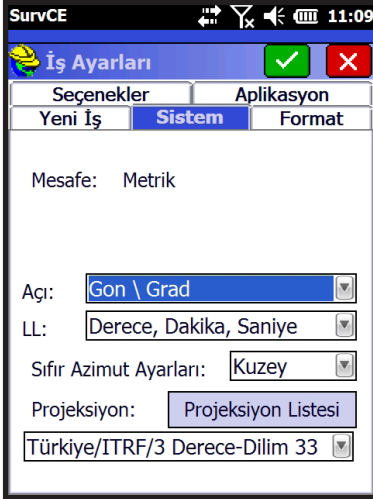 SurvCE 11:09
İş Ayarları
Seçenekler Aplikasyon
Yeni İş Sistem Format
Mesafe: Metrik
Açı: Gon \ Grad
LL: Derece, Dakika, Saniye
Sıfır Azimut Ayarları: Kuzey
Projeksiyon: Projeksiyon Listesi
Türkiye/ITRF/3 Derece-Dilim 33